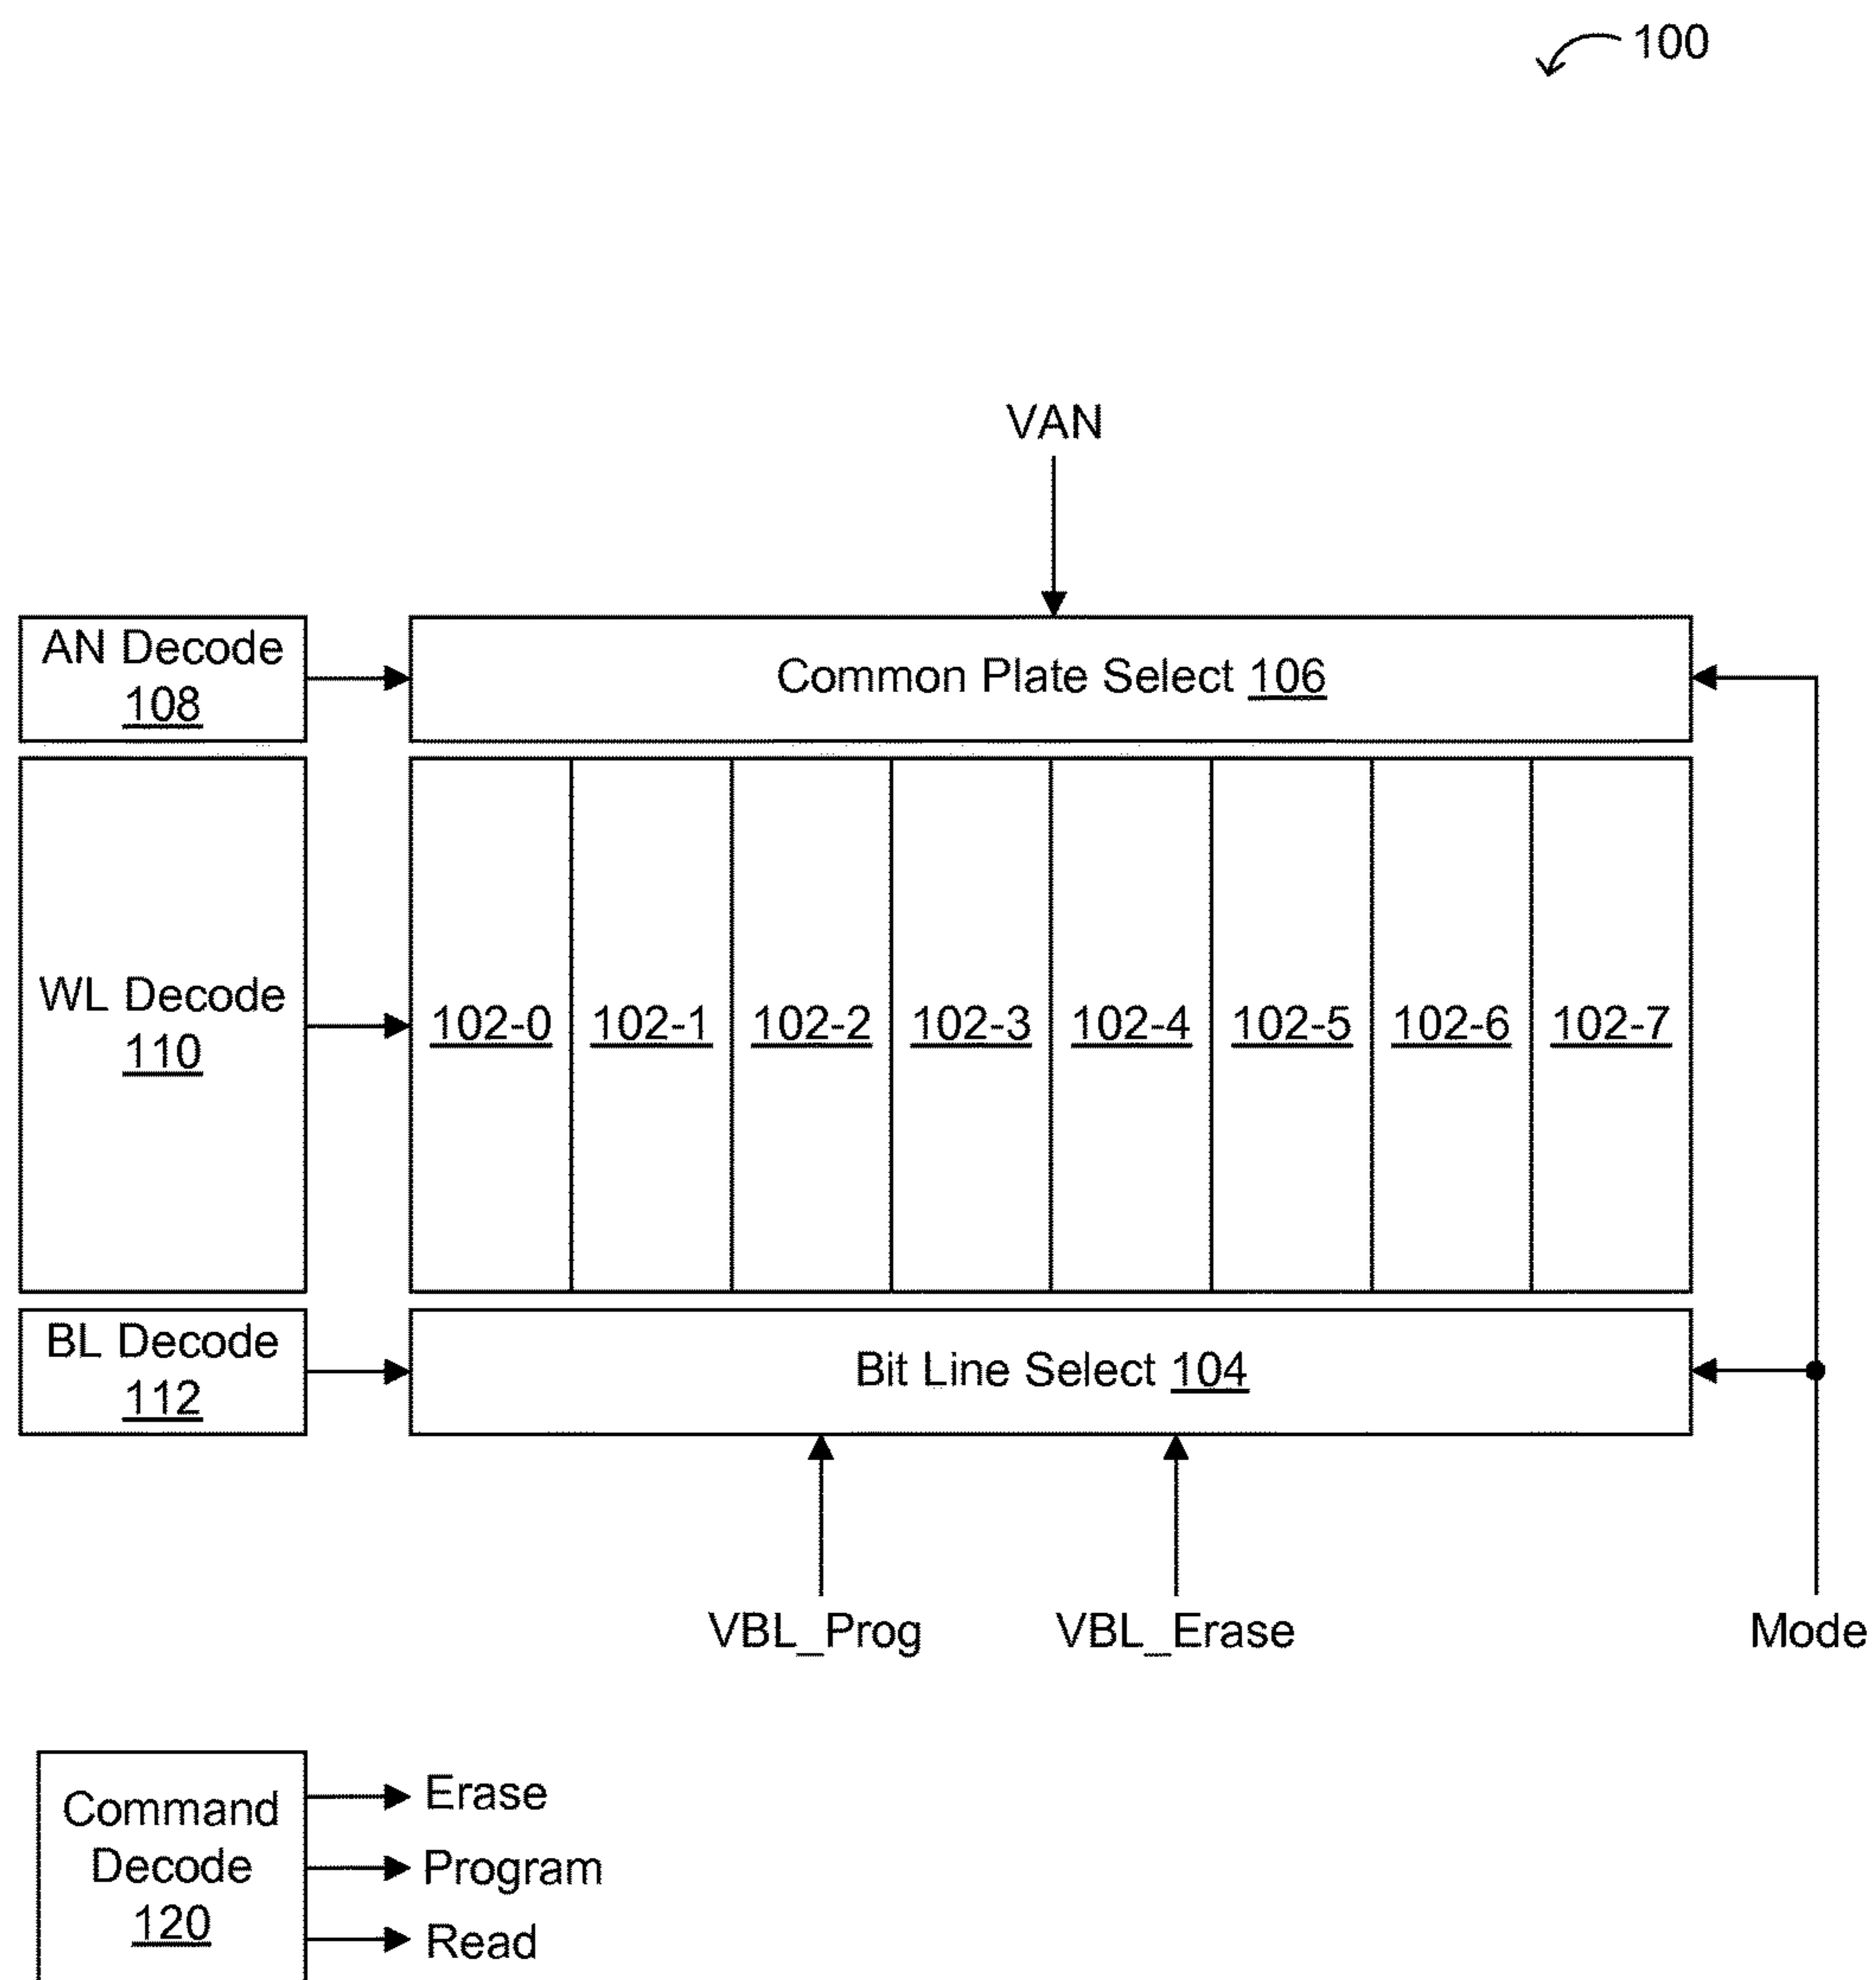 100
VAN
AN Decode
108
Common Plate Select 106
WL Decode
110
102-0 102-1 102-2 102-3 102-4 102-5 102-6 102-7
BL Decode
112
Bit Line Select 104
VBL_Prog VBL_Erase Mode
Command
Decode
120
Erase
Program
Read